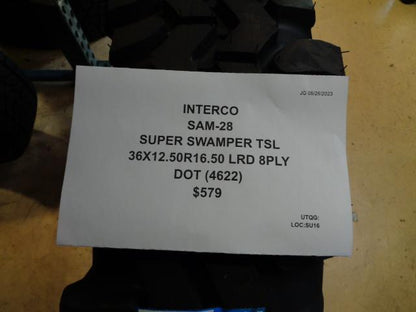 JG 08/26/2023
INTERCO
SAM-28
SUPER SWAMPER TSL
36X12.50R16.50 LRD 8PLY
DOT (4622)
$579
UTQG:
LOC:SU16